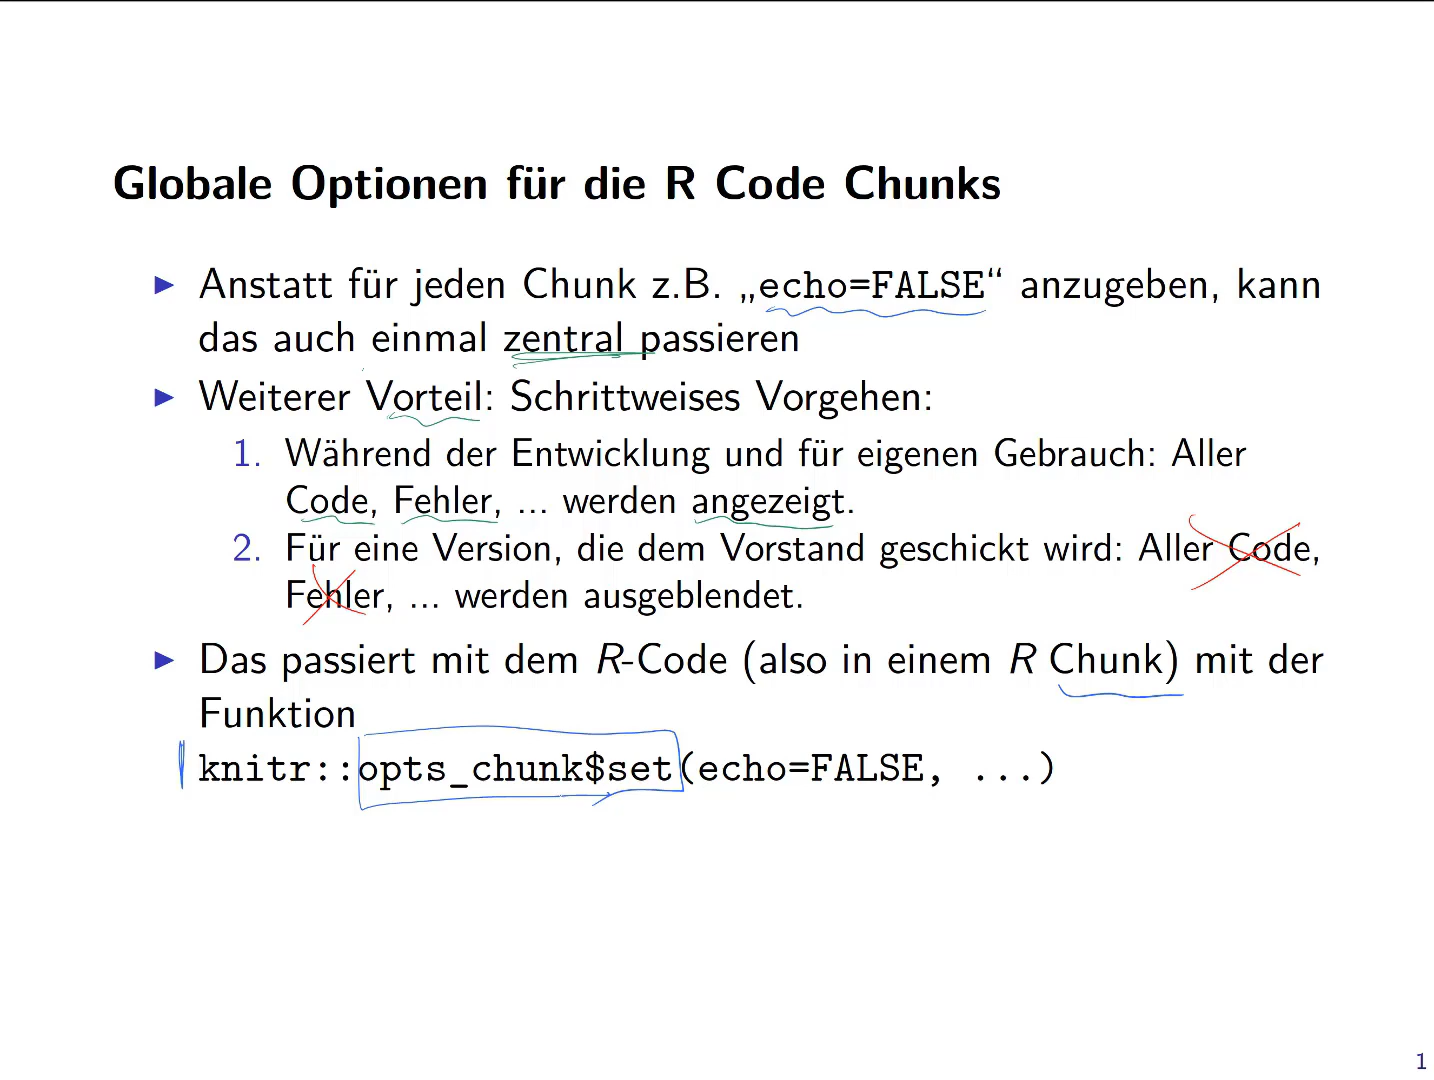 Globale Optionen für die R Code Chunks
▶ Anstatt für jeden Chunk z.B. „echo=FALSE“ anzugeben, kann
das auch einmal zentral passieren
▶ Weiterer Vorteil: Schrittweises Vorgehen:
1. Während der Entwicklung und für eigenen Gebrauch: Aller
Code, Fehler, ... werden angezeigt.
2. Für eine Version, die dem Vorstand geschickt wird: Aller Code,
Fehler, ... werden ausgeblendet.
▶ Das passiert mit dem R-Code (also in einem R Chunk) mit der
Funktion
knitr::opts_chunk$set(echo=FALSE, ...)
1